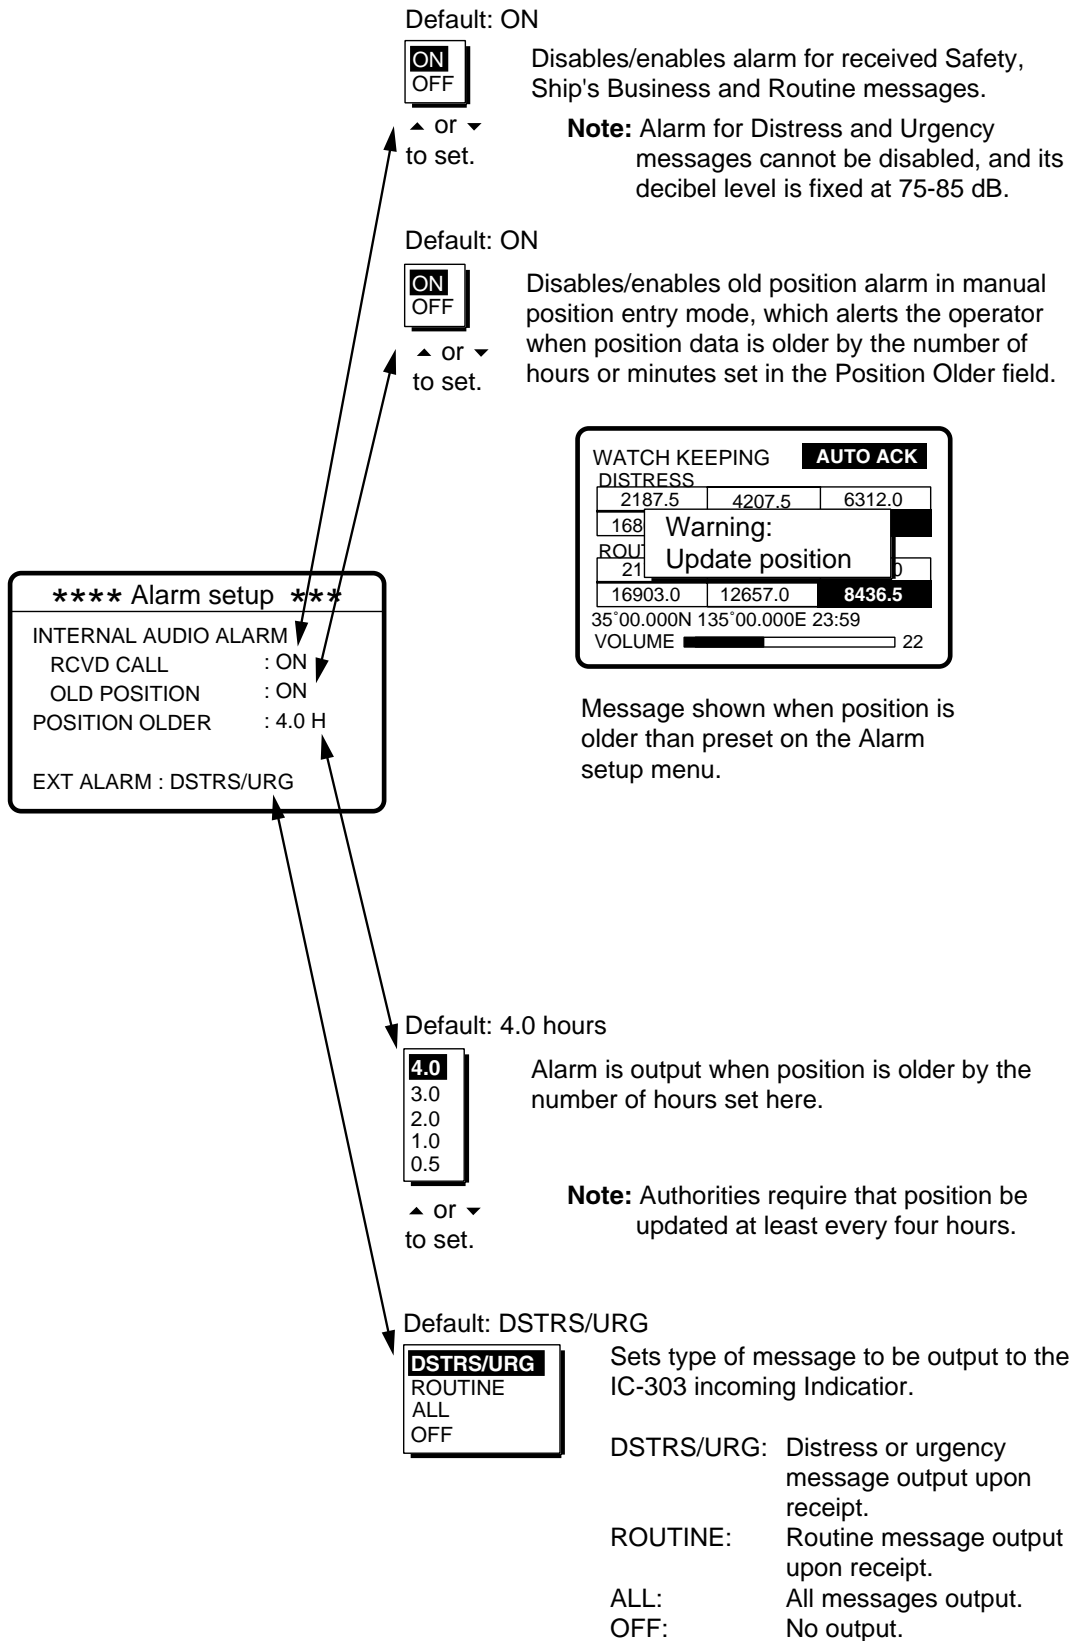 Default: ON
ON
OFF
▲ or ▼
to set.
Disables/enables alarm for received Safety,
Ship's Business and Routine messages.
Note: Alarm for Distress and Urgency
messages cannot be disabled, and its
decibel level is fixed at 75-85 dB.
Default: ON
ON
OFF
▲ or ▼
to set.
Disables/enables old position alarm in manual
position entry mode, which alerts the operator
when position data is older by the number of
hours or minutes set in the Position Older field.
WATCH KEEPING AUTO ACK
DISTRESS
2187.5 4207.5 6312.0
168
Warning:
Update position
ROUT
21 0
16903.0 12657.0 8436.5
35°00.000N 135°00.000E 23:59
VOLUME 22
Message shown when position is
older than preset on the Alarm
setup menu.
**** Alarm setup ***
INTERNAL AUDIO ALARM
RCVD CALL : ON
OLD POSITION : ON
POSITION OLDER : 4.0 H
EXT ALARM : DSTRS/URG
Default: 4.0 hours
4.0
3.0
2.0
1.0
0.5
▲ or ▼
to set.
Alarm is output when position is older by the
number of hours set here.
Note: Authorities require that position be
updated at least every four hours.
Default: DSTRS/URG
DSTRS/URG
ROUTINE
ALL
OFF
Sets type of message to be output to the
IC-303 incoming Indicatior.
DSTRS/URG: Distress or urgency
message output upon
receipt.
ROUTINE: Routine message output
upon receipt.
ALL: All messages output.
OFF: No output.